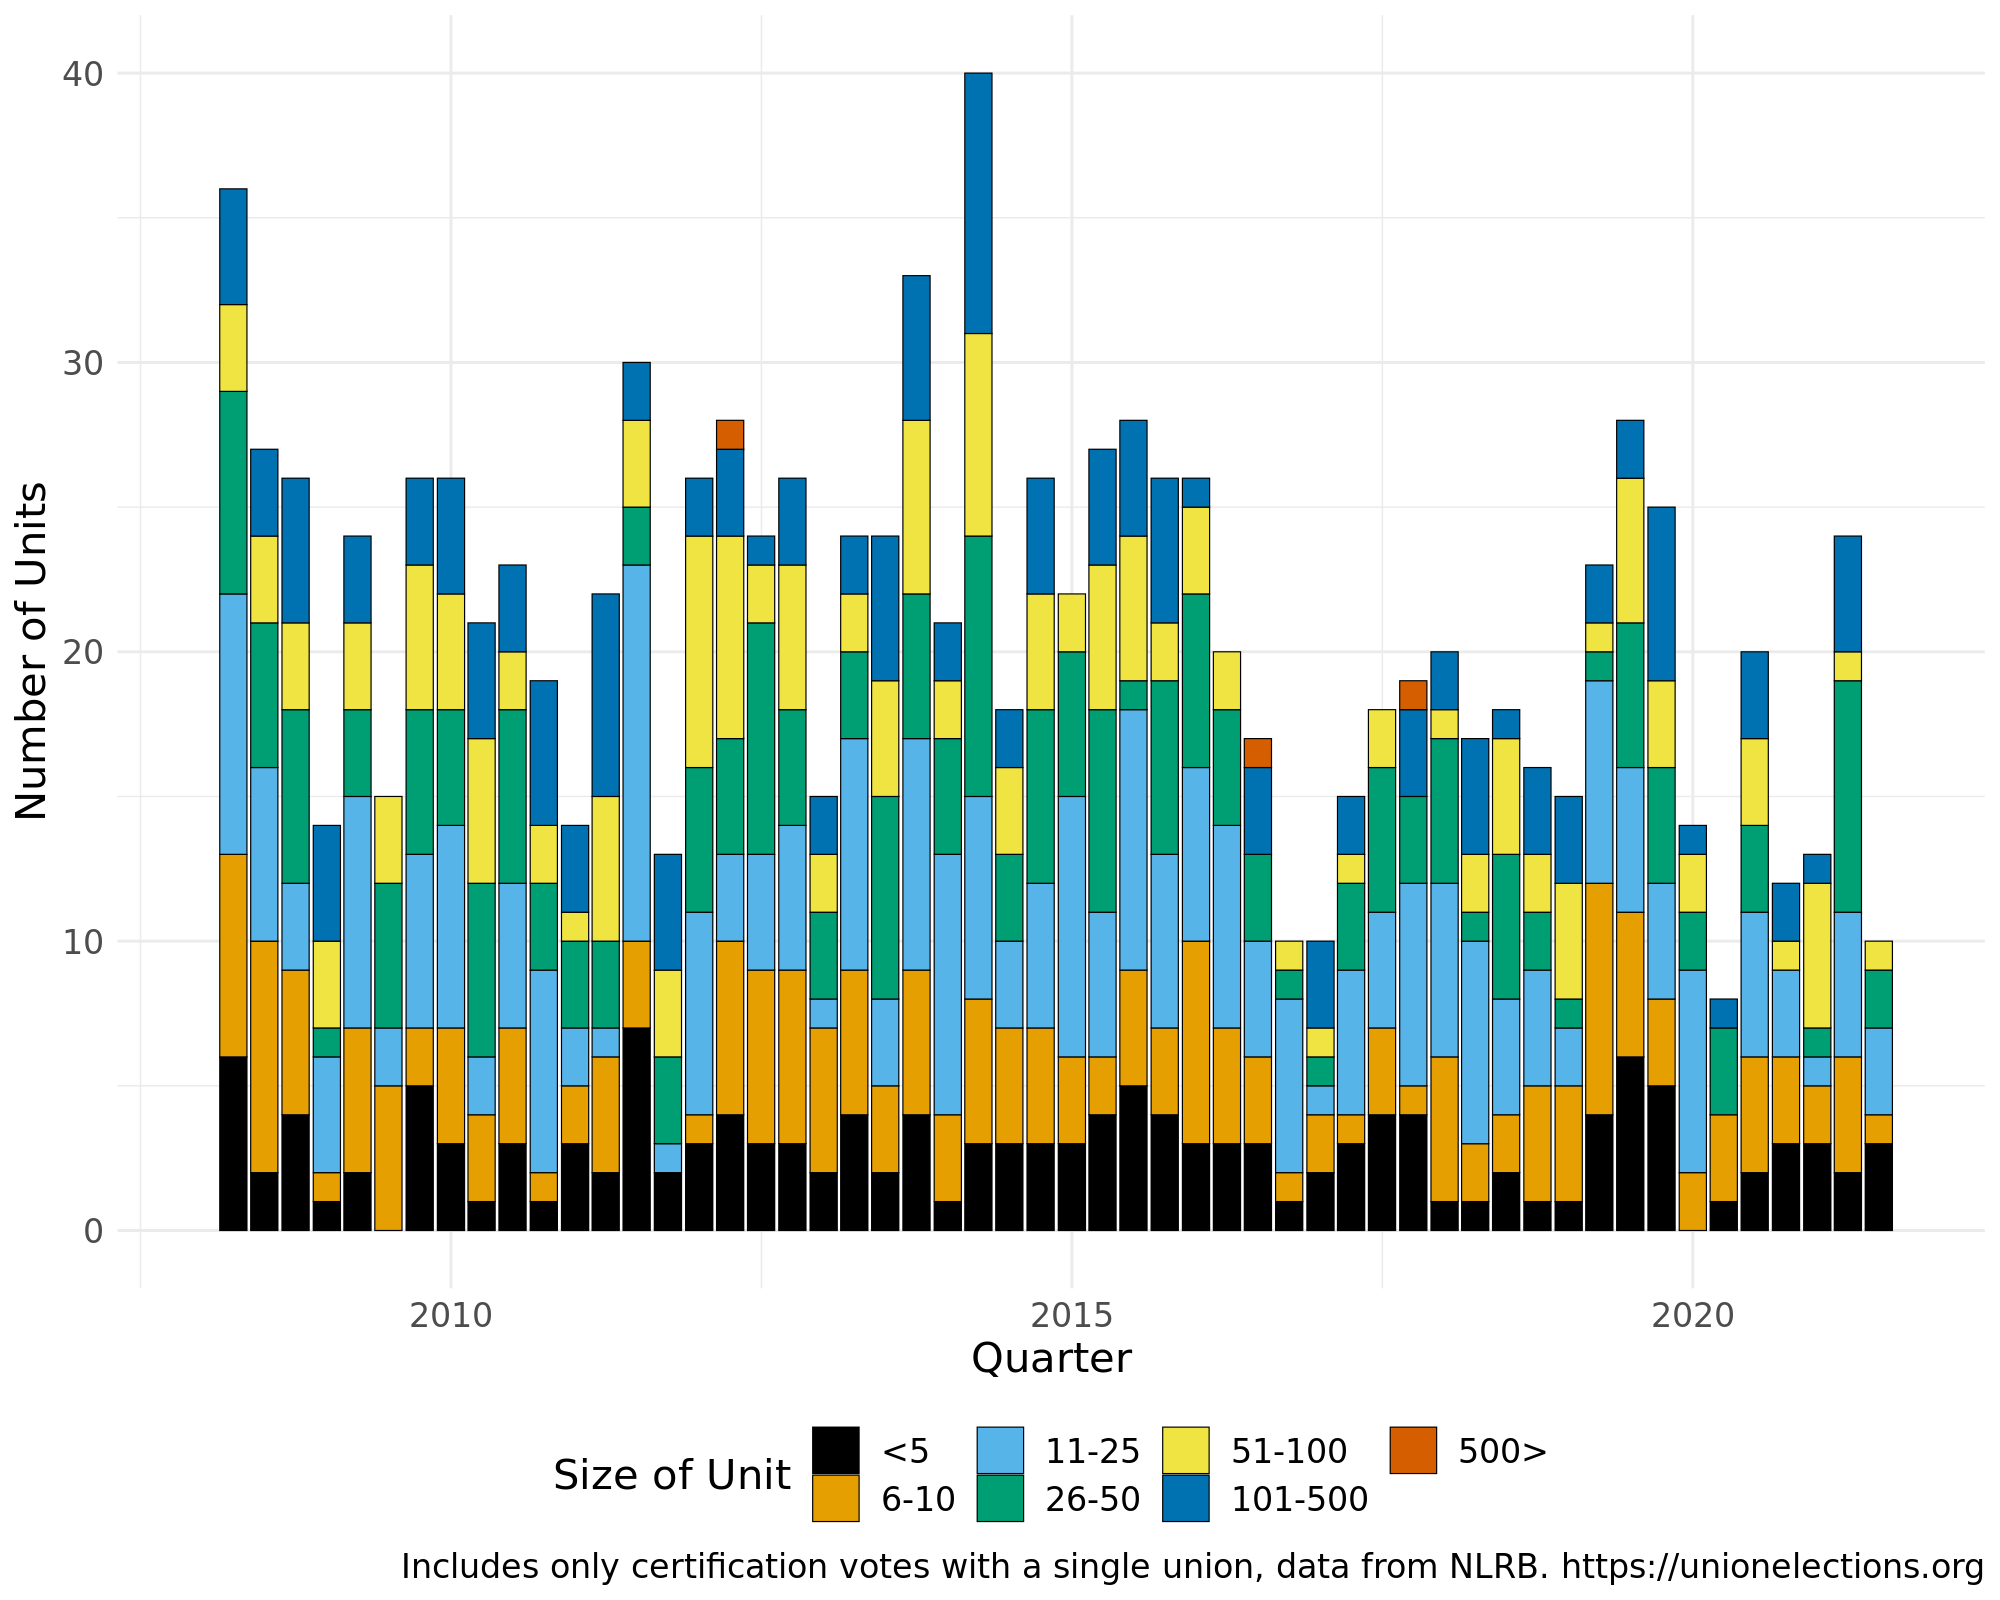 40
30
20
10
0
Number of Units
2010 2015 2020
Quarter
Size of Unit
<5 11-25 51-100 500>
6-10 26-50 101-500
Includes only certification votes with a single union, data from NLRB. https://unionelections.org